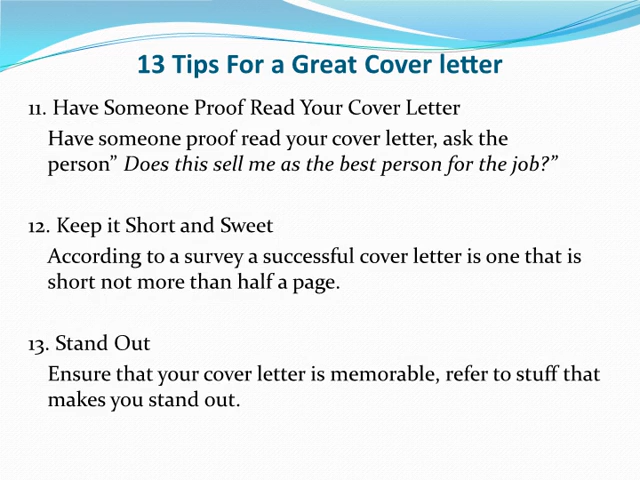 13 Tips For a Great Cover letter
11. Have Someone Proof Read Your Cover Letter
Have someone proof read your cover letter, ask the
person” Does this sell me as the best person for the job?”
12. Keep it Short and Sweet
According to a survey a successful cover letter is one that is
short not more than half a page.
13. Stand Out
Ensure that your cover letter is memorable, refer to stuff that
makes you stand out.